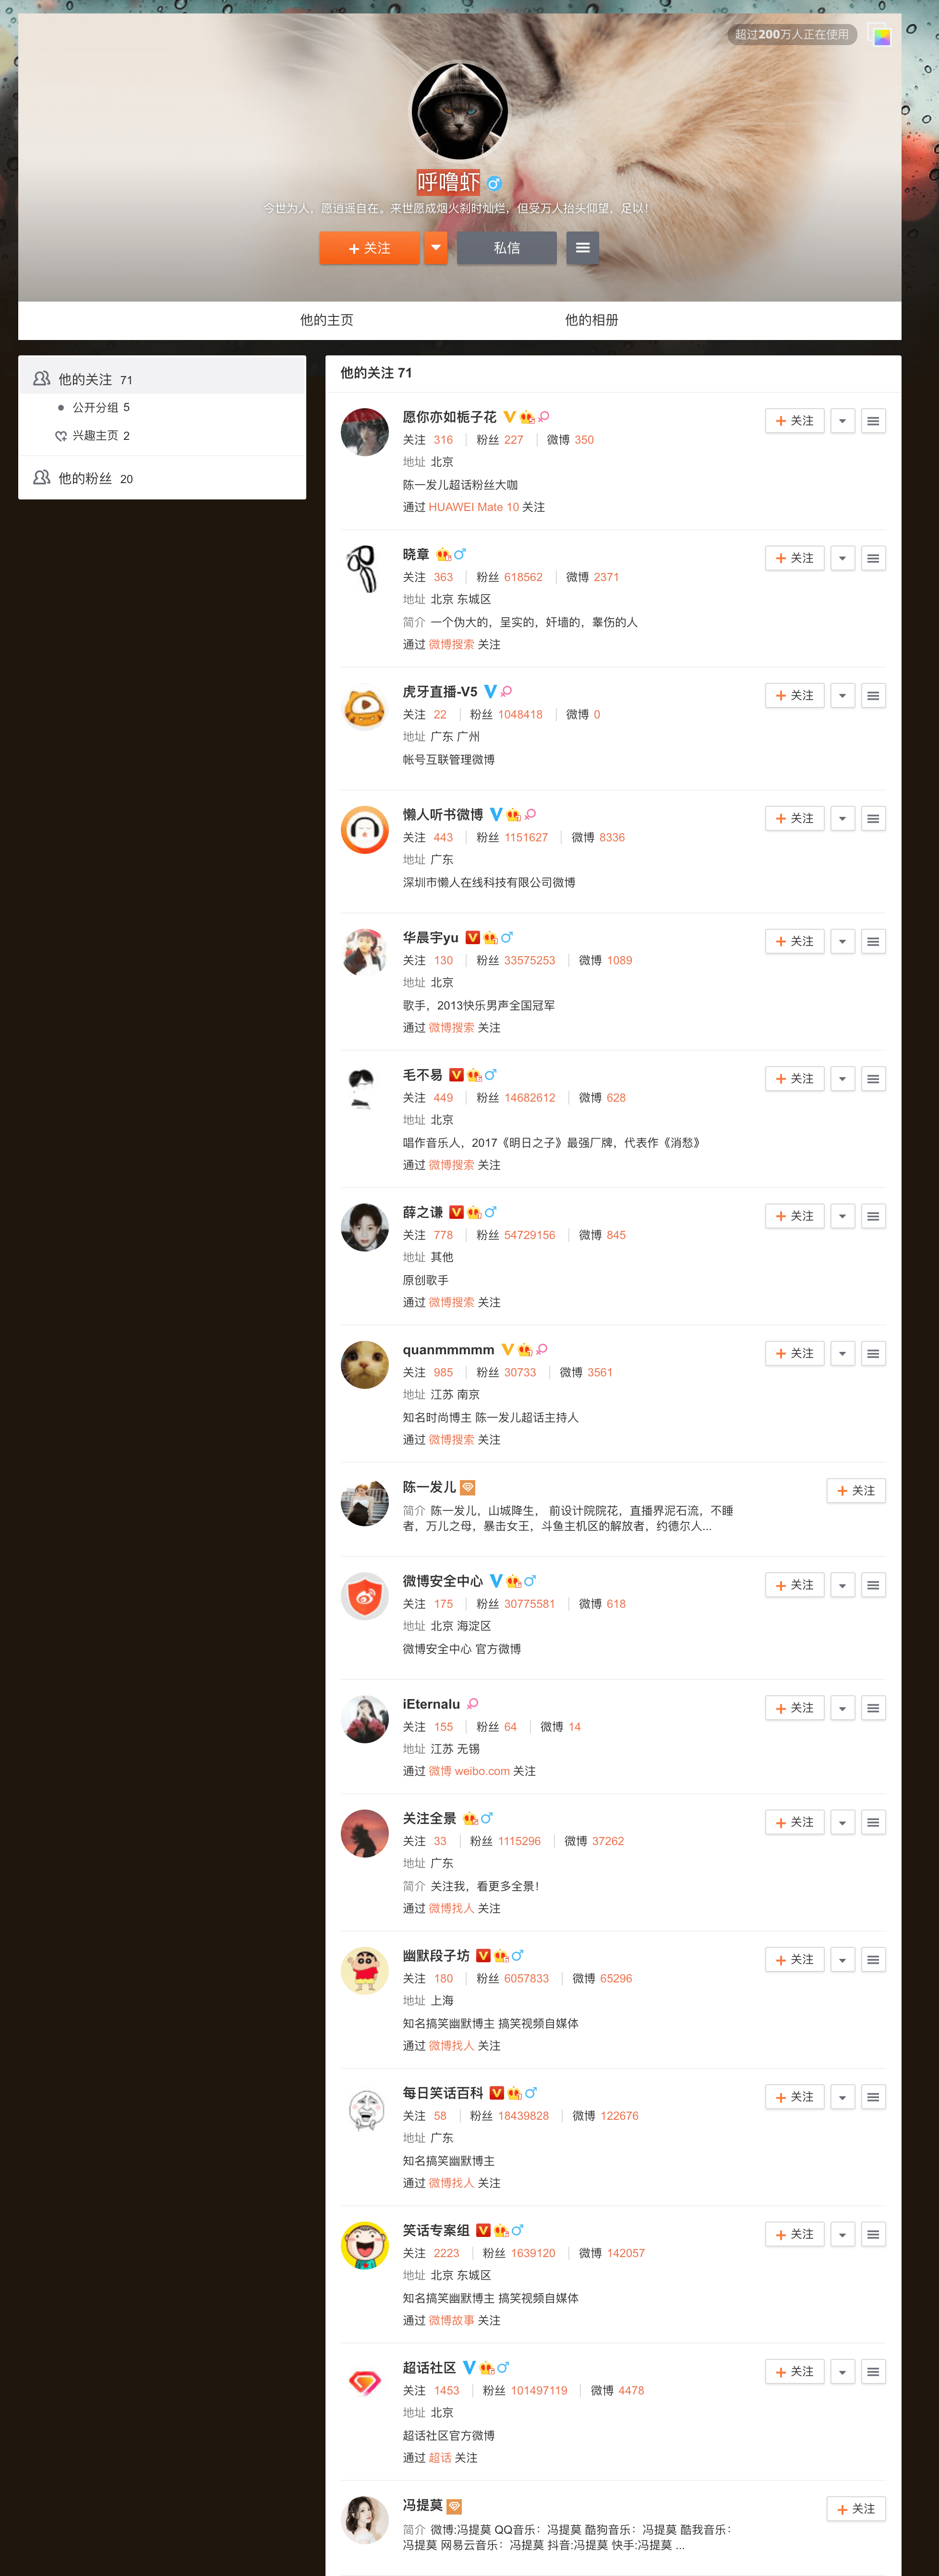 超过200万人正在使用
呼噜虾
今世为人，愿逍遥自在。来世愿成烟火刹时灿烂，但受万人抬头仰望，足以！
+ 关注 私信
他的主页 他的相册
他的关注 71
公开分组 5
兴趣主页 2
他的粉丝 20
他的关注 71
愿你亦如栀子花 + 关注
关注 316 粉丝 227 微博 350
地址 北京
陈一发儿超话粉丝大咖
通过 HUAWEI Mate 10 关注
晓章 + 关注
关注 363 粉丝 618562 微博 2371
地址 北京 东城区
简介 一个伪大的，呈实的，奸墙的，睾伤的人
通过 微博搜索 关注
虎牙直播-V5 + 关注
关注 22 粉丝 1048418 微博 0
地址 广东 广州
帐号互联管理微博
懒人听书微博 + 关注
关注 443 粉丝 1151627 微博 8336
地址 广东
深圳市懒人在线科技有限公司微博
华晨宇yu + 关注
关注 130 粉丝 33575253 微博 1089
地址 北京
歌手，2013快乐男声全国冠军
通过 微博搜索 关注
毛不易 + 关注
关注 449 粉丝 14682612 微博 628
地址 北京
唱作音乐人，2017《明日之子》最强厂牌，代表作《消愁》
通过 微博搜索 关注
薛之谦 + 关注
关注 778 粉丝 54729156 微博 845
地址 其他
原创歌手
通过 微博搜索 关注
quanmmmmm + 关注
关注 985 粉丝 30733 微博 3561
地址 江苏 南京
知名时尚博主 陈一发儿超话主持人
通过 微博搜索 关注
陈一发儿 + 关注
简介 陈一发儿，山城降生， 前设计院院花，直播界泥石流，不睡
者，万儿之母，暴击女王，斗鱼主机区的解放者，约德尔人...
微博安全中心 + 关注
关注 175 粉丝 30775581 微博 618
地址 北京 海淀区
微博安全中心 官方微博
iEternalu + 关注
关注 155 粉丝 64 微博 14
地址 江苏 无锡
通过 微博 weibo.com 关注
关注全景 + 关注
关注 33 粉丝 1115296 微博 37262
地址 广东
简介 关注我，看更多全景！
通过 微博找人 关注
幽默段子坊 + 关注
关注 180 粉丝 6057833 微博 65296
地址 上海
知名搞笑幽默博主 搞笑视频自媒体
通过 微博找人 关注
每日笑话百科 + 关注
关注 58 粉丝 18439828 微博 122676
地址 广东
知名搞笑幽默博主
通过 微博找人 关注
笑话专案组 + 关注
关注 2223 粉丝 1639120 微博 142057
地址 北京 东城区
知名搞笑幽默博主 搞笑视频自媒体
通过 微博故事 关注
超话社区 + 关注
关注 1453 粉丝 101497119 微博 4478
地址 北京
超话社区官方微博
通过 超话 关注
冯提莫 + 关注
简介 微博:冯提莫 QQ音乐：冯提莫 酷狗音乐：冯提莫 酷我音乐：
冯提莫 网易云音乐：冯提莫 抖音:冯提莫 快手:冯提莫 ...